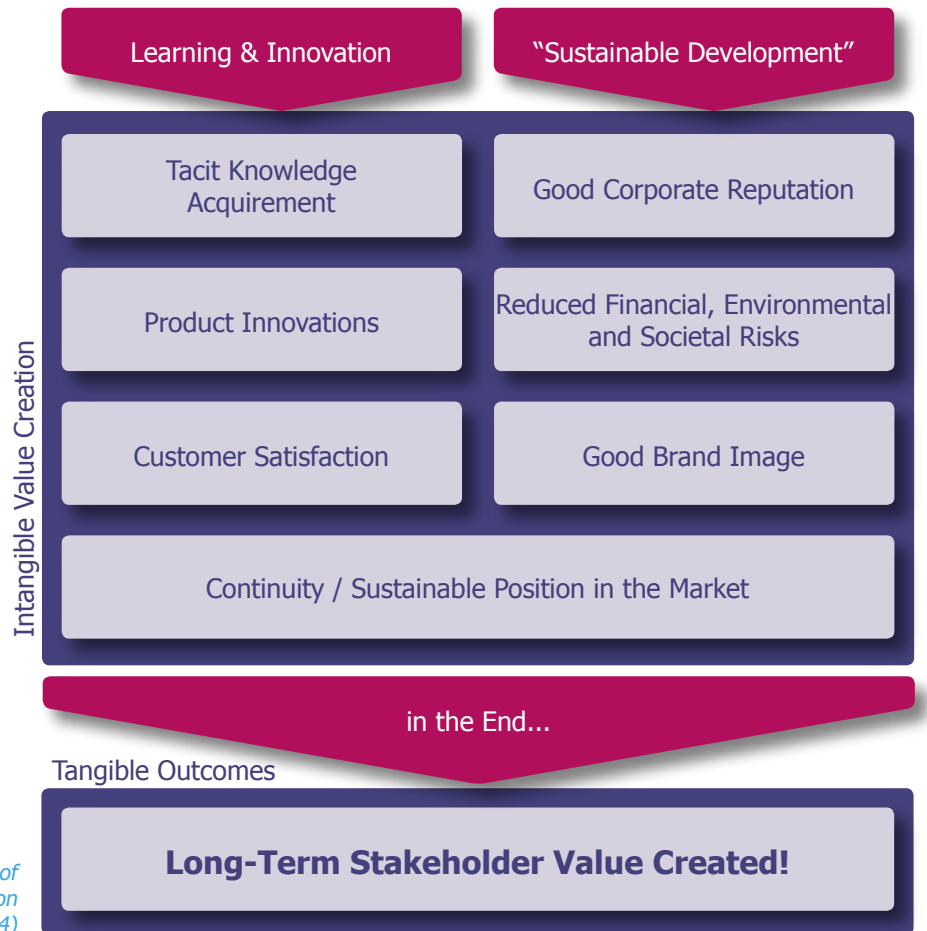 Learning & Innovation
“Sustainable Development”
Tacit Knowledge
Acquirement
Good Corporate Reputation
Product Innovations
Reduced Financial, Environmental
and Societal Risks
Customer Satisfaction
Good Brand Image
Continuity / Sustainable Position in the Market
Intangible Value Creation
in the End...
Tangible Outcomes
Long-Term Stakeholder Value Created!
of
on
4)